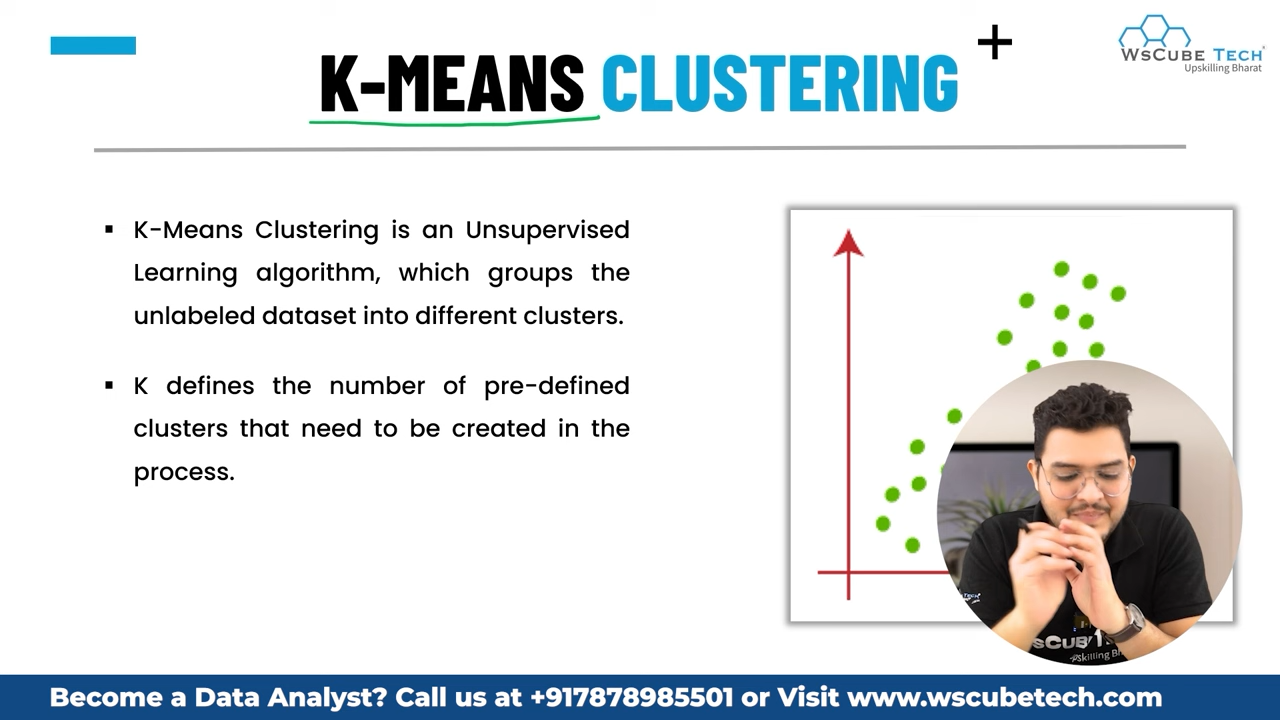 K-MEANS CLUSTERING
WsCube Tech
Upskilling Bharat
▪ K-Means Clustering is an Unsupervised
Learning algorithm, which groups the
unlabeled dataset into different clusters.
▪ K defines the number of pre-defined
clusters that need to be created in the
process.
Become a Data Analyst? Call us at +917878985501 or Visit www.wscubetech.com